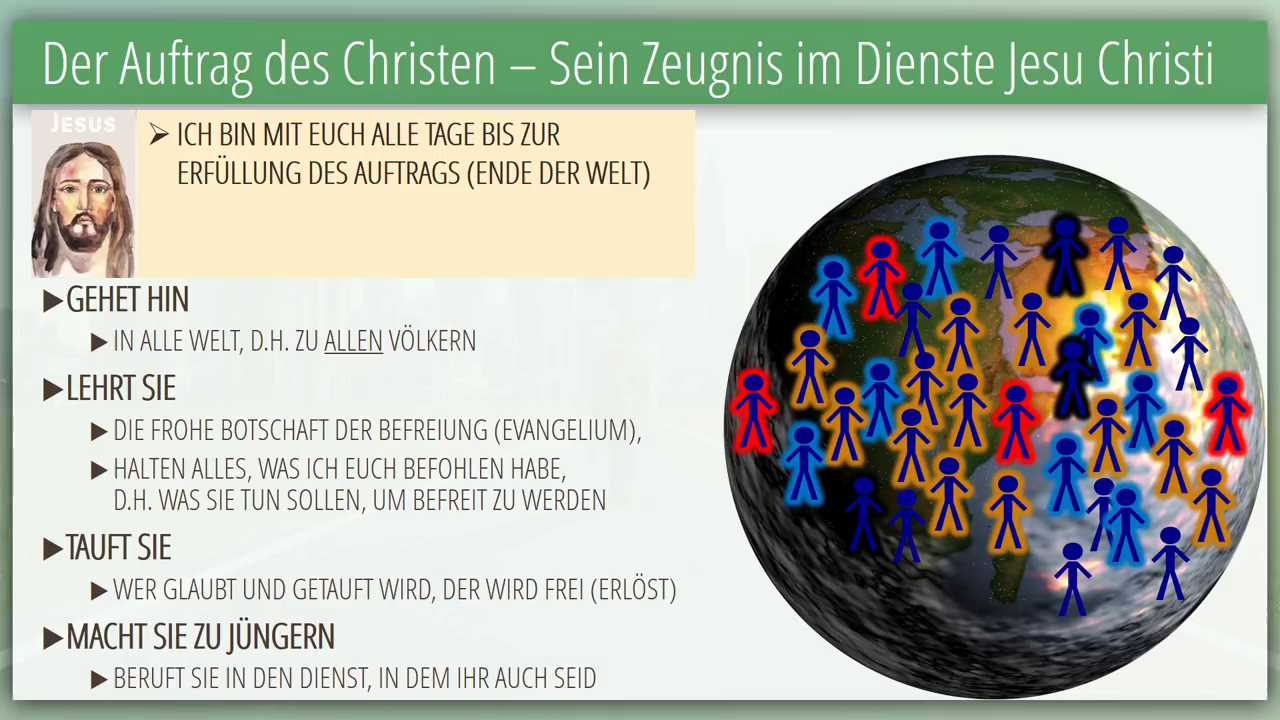 Der Auftrag des Christen – Sein Zeugnis im Dienste Jesu Christi
JESUS
➢ ICH BIN MIT EUCH ALLE TAGE BIS ZUR
ERFÜLLUNG DES AUFTRAGS (ENDE DER WELT)
▶GEHET HIN
▶IN ALLE WELT, D.H. ZU ALLEN VÖLKERN
▶LEHRT SIE
▶DIE FROHE BOTSCHAFT DER BEFREIUNG (EVANGELIUM),
▶HALTEN ALLES, WAS ICH EUCH BEFOHLEN HABE,
D.H. WAS SIE TUN SOLLEN, UM BEFREIT ZU WERDEN
▶TAUFT SIE
▶WER GLAUBT UND GETAUFT WIRD, DER WIRD FREI (ERLÖST)
▶MACHT SIE ZU JÜNGERN
▶BERUFT SIE IN DEN DIENST, IN DEM IHR AUCH SEID